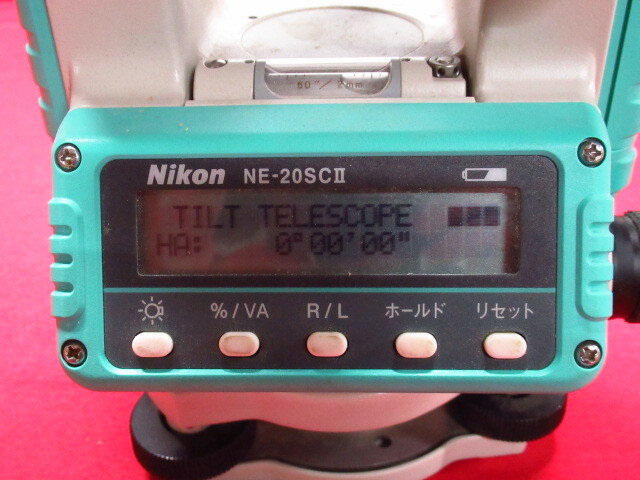 60"/2mm
Nikon NE-20SCⅡ
TILT TELESCOPE
HA: 0°00'00"
%/VA R/L ホールド リセット